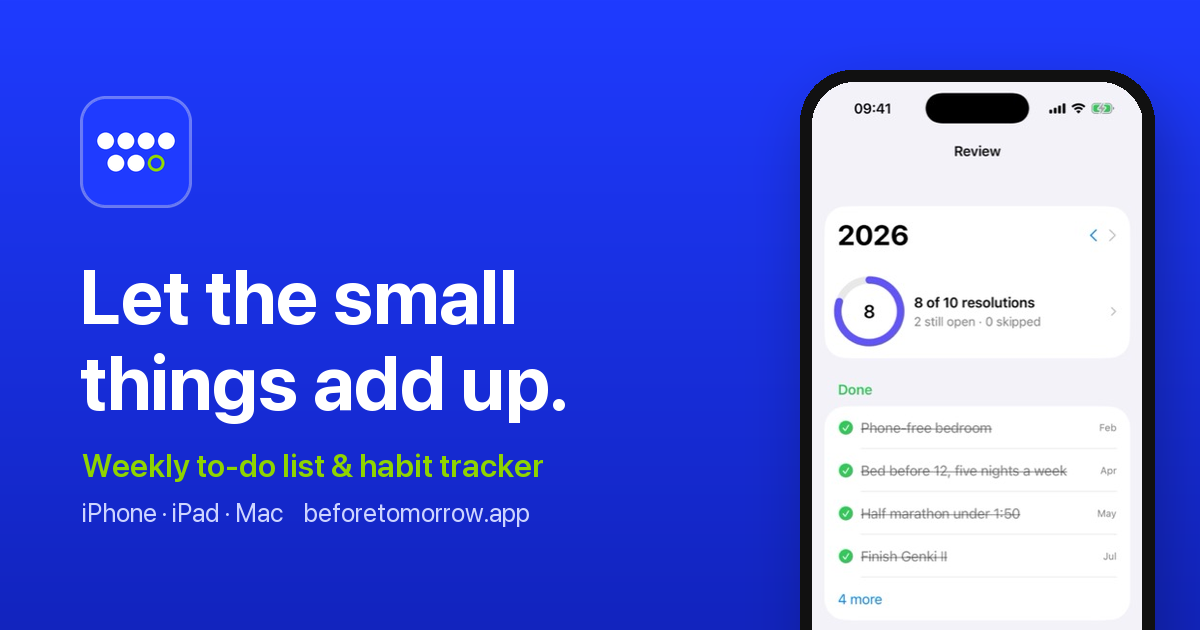 Let the small
things add up.
Weekly to-do list & habit tracker
iPhone · iPad · Mac beforetomorrow.app
09:41
Review
2026
8
8 of 10 resolutions
2 still open · 0 skipped
Done
Phone-free bedroom Feb
Bed before 12, five nights a week Apr
Half marathon under 1:50 May
Finish Genki II Jul
4 more